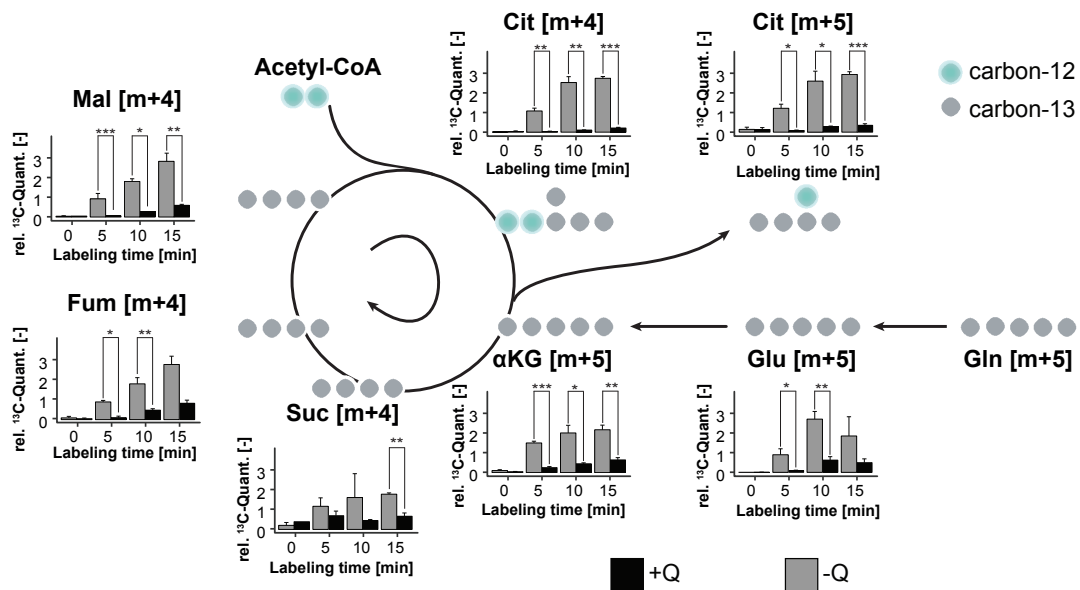 Cit [m+4]
rel. ¹³C-Quant. [-]
3
2
1
0
** ** ***
0 5 10 15
Labeling time [min]
Cit [m+5]
rel. ¹³C-Quant. [-]
3
2
1
0
* * ***
0 5 10 15
Labeling time [min]
carbon-12
carbon-13
Acetyl-CoA
Mal [m+4]
rel. ¹³C-Quant. [-]
3
2
1
0
*** * **
0 5 10 15
Labeling time [min]
Fum [m+4]
rel. ¹³C-Quant. [-]
3
2
1
0
* **
0 5 10 15
Labeling time [min]
Suc [m+4]
rel. ¹³C-Quant. [-]
3
2
1
0
**
0 5 10 15
Labeling time [min]
αKG [m+5]
rel. ¹³C-Quant. [-]
3
2
1
0
*** * **
0 5 10 15
Labeling time [min]
Glu [m+5]
rel. ¹³C-Quant. [-]
3
2
1
0
* **
0 5 10 15
Labeling time [min]
Gln [m+5]
+Q
-Q